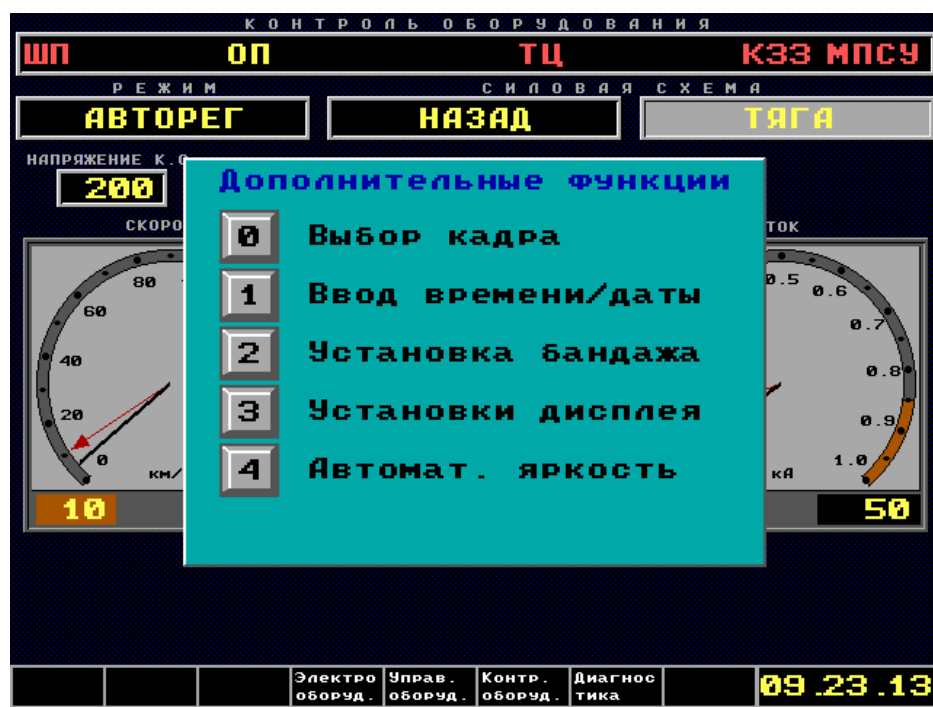 КОНТРОЛЬ ОБОРУДОВАНИЯ
ШП ОП ТЦ КЗЗ МПСУ
РЕЖИМ СИЛОВАЯ СХЕМА
АВТОРЕГ НАЗАД ТЯГА
НАПРЯЖЕНИЕ К.
200
Дополнительные функции
СКОРО ТОК
0 Выбор кадра
1 Ввод времени/даты
2 Установка бандажа
3 Установки дисплея
4 Автомат. яркость
80
60
40
20
0
км/
0.5
0.6
0.7
0.8
0.9
1.0
кА
10 50
Электро оборуд.
Управ. оборуд.
Контр. оборуд.
Диагнос тика
09.23.13